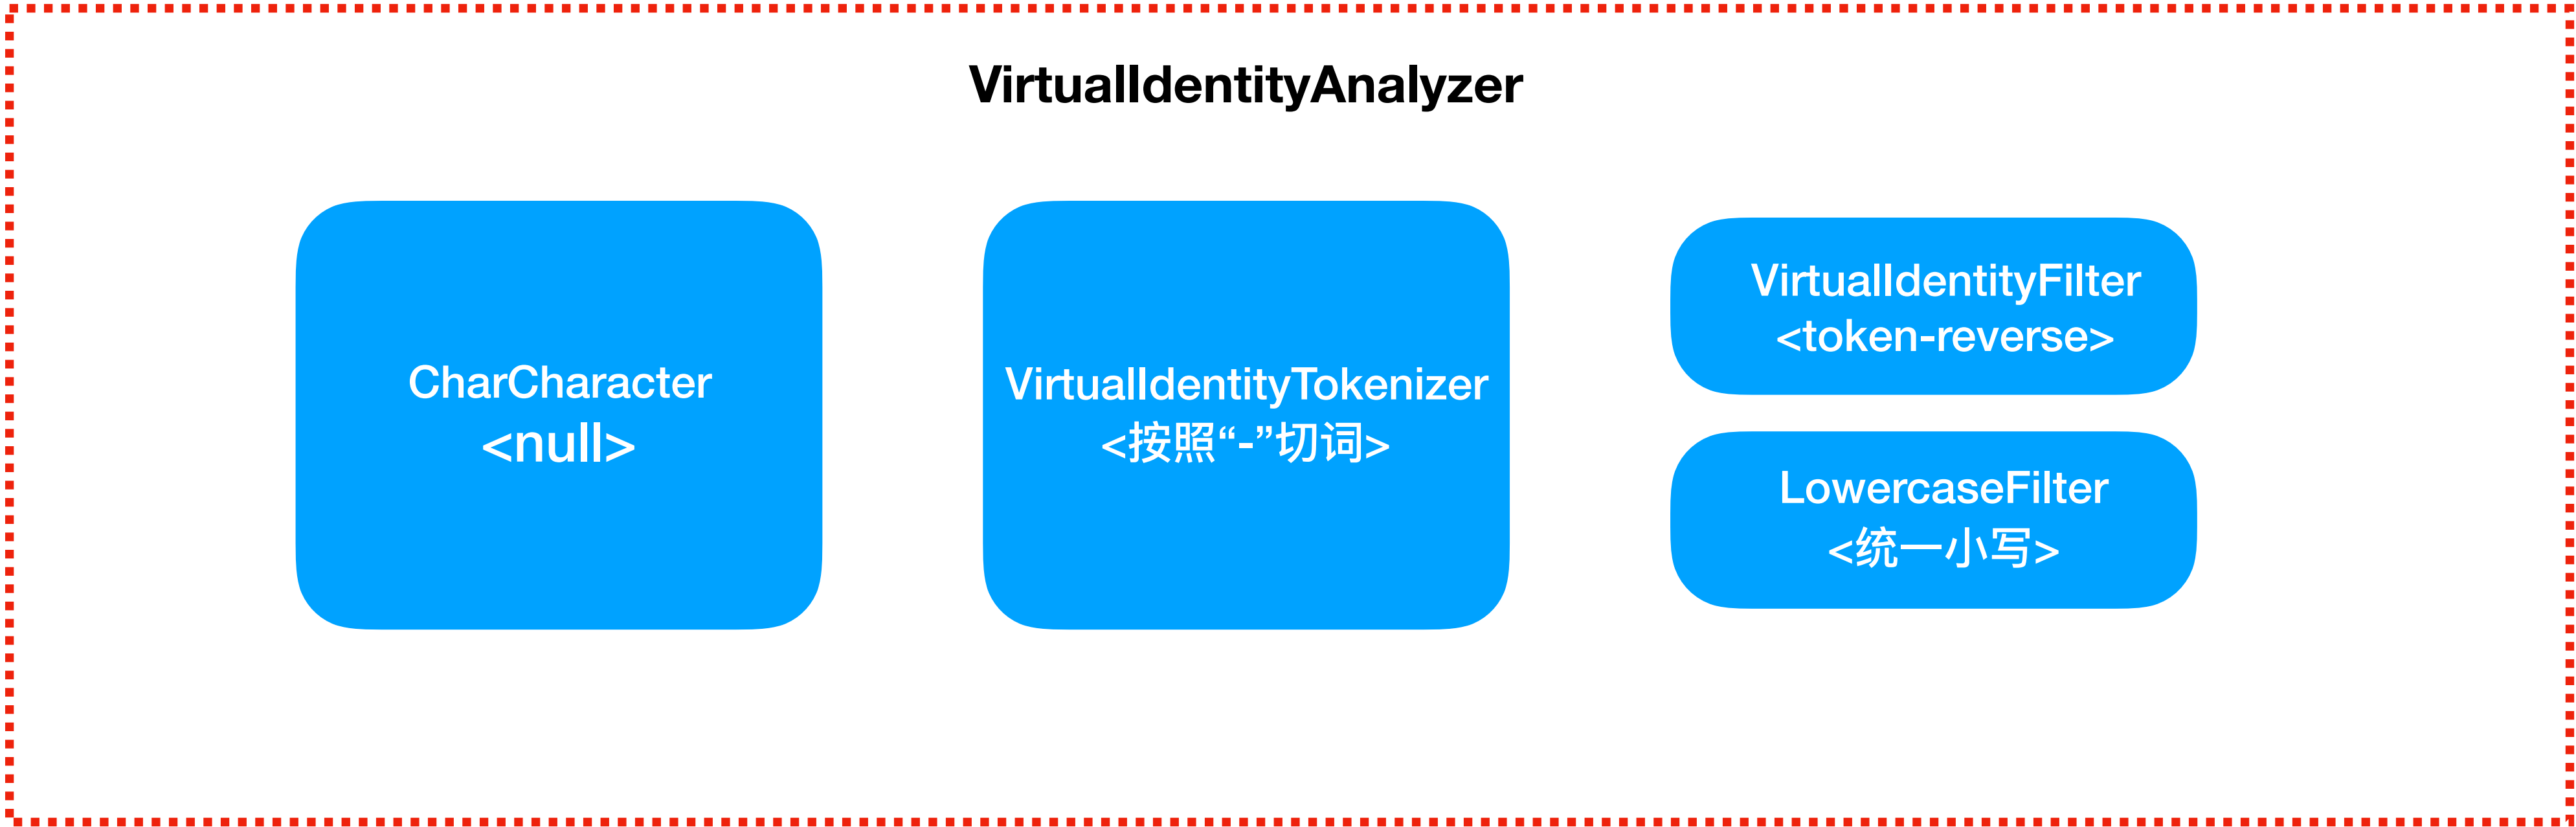 VirtualIdentityAnalyzer
CharCharacter
<null>
VirtualIdentityTokenizer
<按照“-”切词>
VirtualIdentityFilter
<token-reverse>
LowercaseFilter
<统一小写>